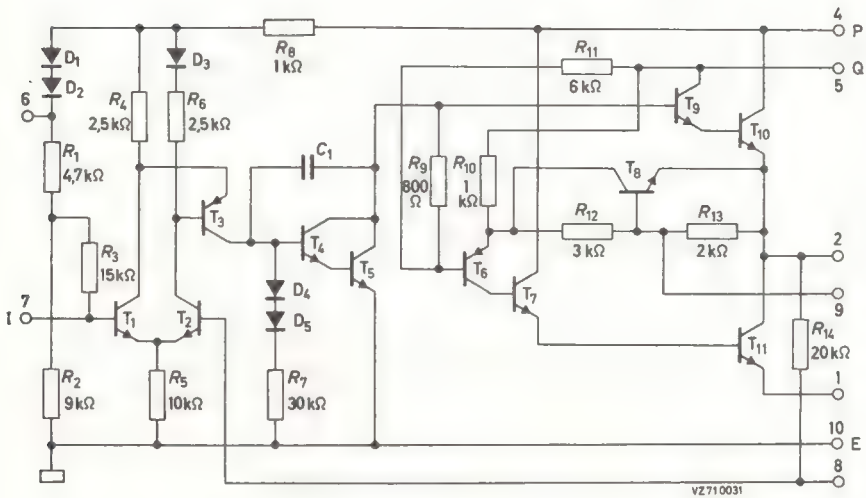 4
P
R8
1kΩ
R11
6kΩ
Q
5
D1
D2
D3
6
R4
2,5kΩ
R6
2,5kΩ
T9
T10
R1
4,7kΩ
C1
R9
800
Ω
R10
1
kΩ
T8
T3
R12
3kΩ
R13
2kΩ
R3
15kΩ
T4
T5
T6
T7
2
7
I
T1
T2
D4
D5
9
R14
20kΩ
T11
R2
9kΩ
R5
10kΩ
R7
30kΩ
1
10
E
8
VZ710031